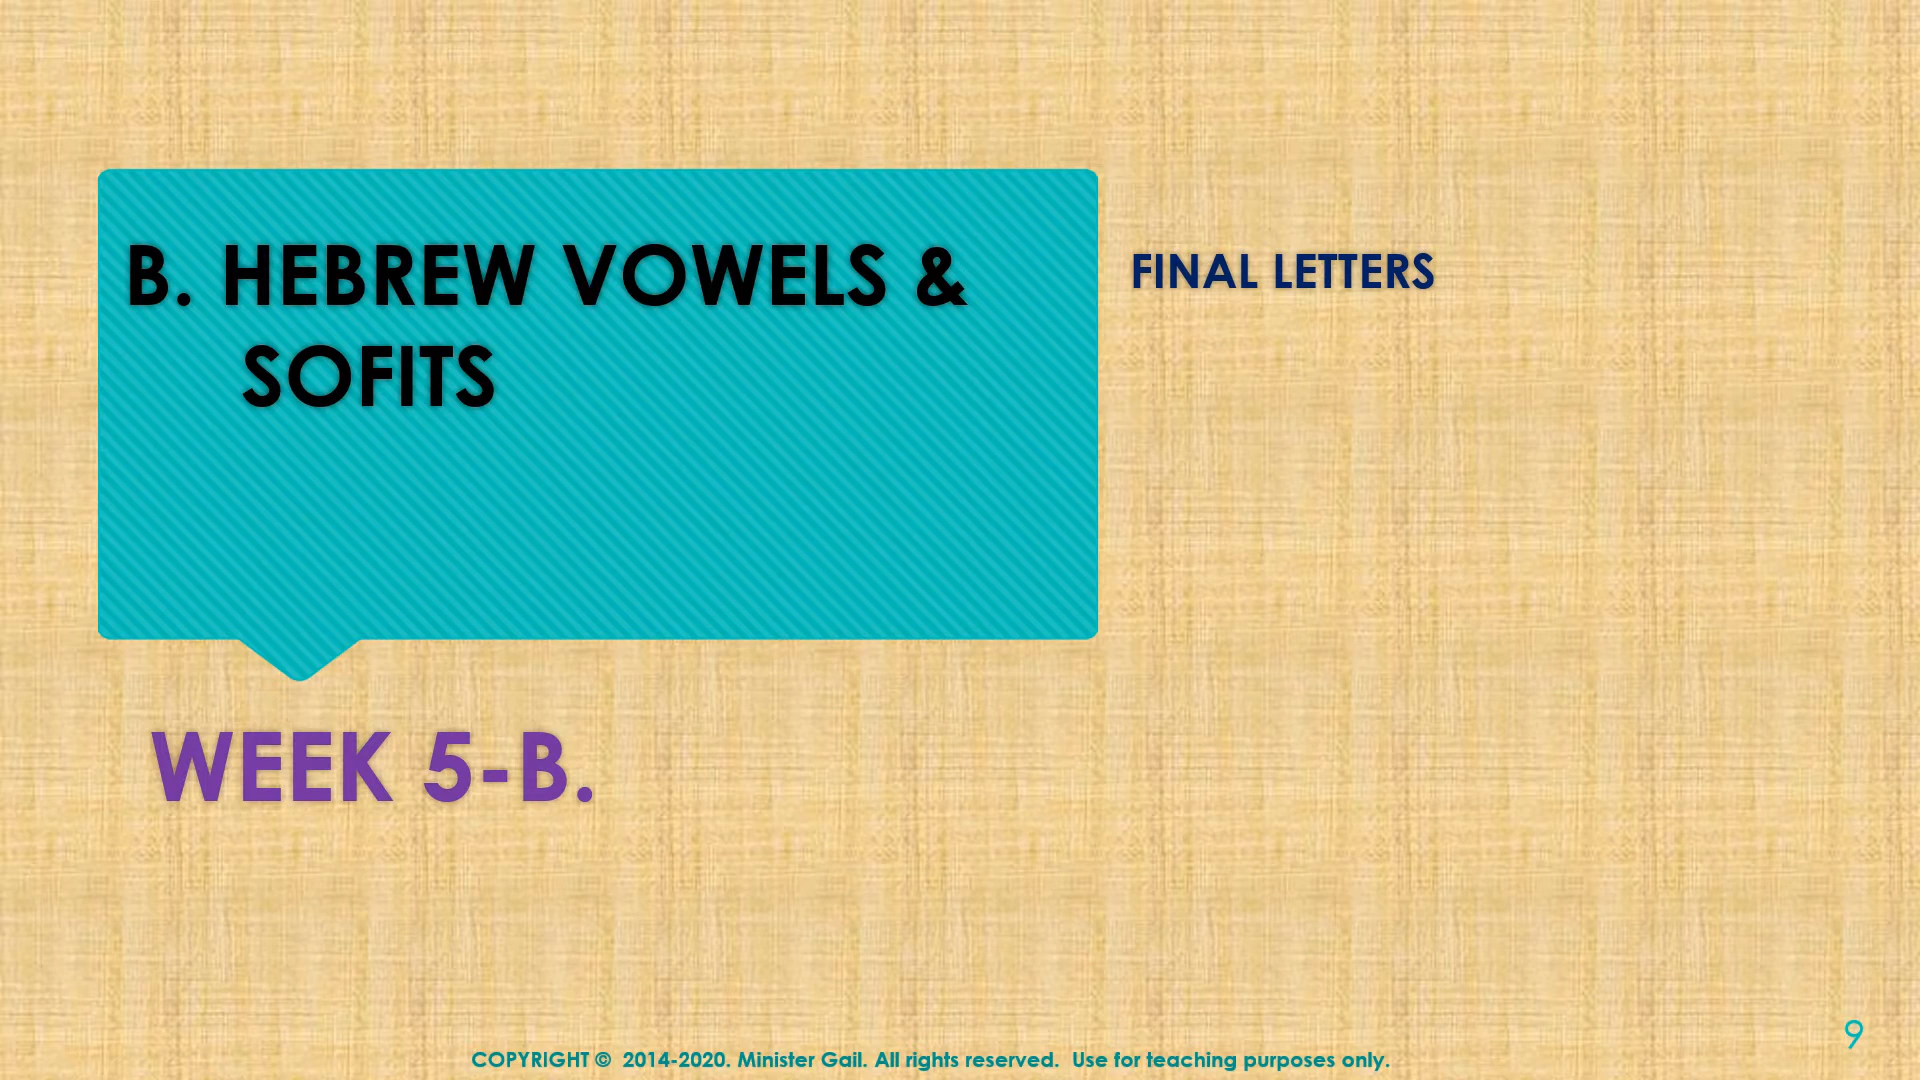 B. HEBREW VOWELS &
SOFITS
FINAL LETTERS
WEEK 5-B.
COPYRIGHT © 2014-2020. Minister Gail. All rights reserved. Use for teaching purposes only.
9